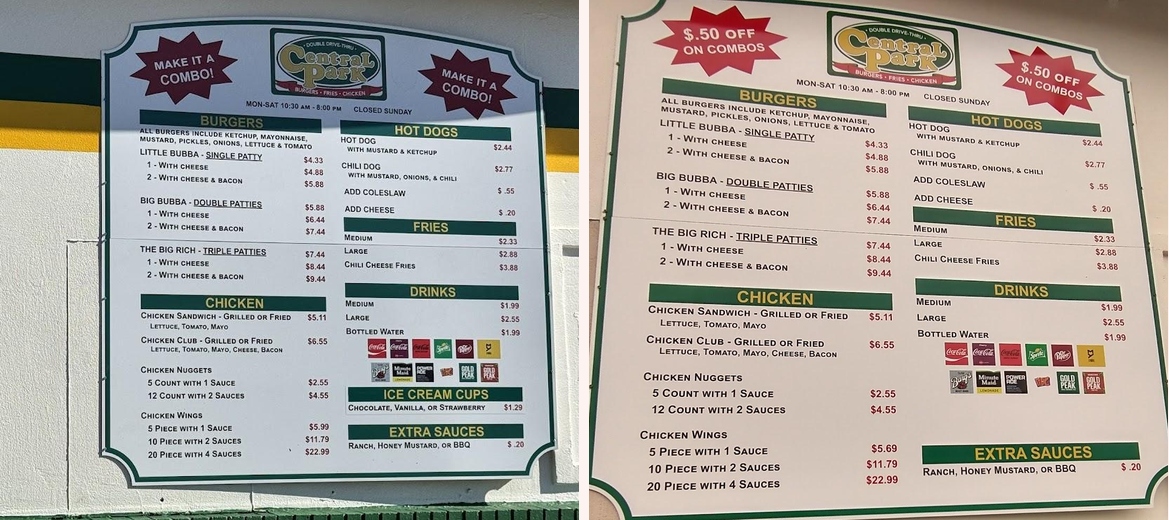 MAKE IT A
COMBO!
DOUBLE DRIVE-THRU
Central
Park
BURGERS • FRIES • CHICKEN
MAKE IT A
COMBO!
MON-SAT 10:30 AM - 8:00 PM CLOSED SUNDAY
BURGERS
ALL BURGERS INCLUDE KETCHUP, MAYONNAISE,
MUSTARD, PICKLES, ONIONS, LETTUCE & TOMATO
LITTLE BUBBA - SINGLE PATTY $4.33
1 - WITH CHEESE $4.88
2 - WITH CHEESE & BACON $5.88
BIG BUBBA - DOUBLE PATTIES $5.88
1 - WITH CHEESE $6.44
2 - WITH CHEESE & BACON $7.44
THE BIG RICH - TRIPLE PATTIES $7.44
1 - WITH CHEESE $8.44
2 - WITH CHEESE & BACON $9.44
CHICKEN
CHICKEN SANDWICH - GRILLED OR FRIED $5.11
LETTUCE, TOMATO, MAYO
CHICKEN CLUB - GRILLED OR FRIED $6.55
LETTUCE, TOMATO, MAYO, CHEESE, BACON
CHICKEN NUGGETS
5 COUNT WITH 1 SAUCE $2.55
12 COUNT WITH 2 SAUCES $4.55
CHICKEN WINGS
5 PIECE WITH 1 SAUCE $5.99
10 PIECE WITH 2 SAUCES $11.79
20 PIECE WITH 4 SAUCES $22.99
HOT DOGS
HOT DOG $2.44
WITH MUSTARD & KETCHUP
CHILI DOG $2.77
WITH MUSTARD, ONIONS, & CHILI
ADD COLESLAW $ .55
ADD CHEESE $ .20
FRIES
MEDIUM $2.33
LARGE $2.88
CHILI CHEESE FRIES $3.88
DRINKS
MEDIUM $1.99
LARGE $2.55
BOTTLED WATER $1.99
ICE CREAM CUPS
CHOCOLATE, VANILLA, OR STRAWBERRY $1.29
EXTRA SAUCES
RANCH, HONEY MUSTARD, OR BBQ $ .20
$.50 OFF
ON COMBOS
DOUBLE DRIVE-THRU
Central
Park
BURGERS • FRIES • CHICKEN
$.50 OFF
ON COMBOS
MON-SAT 10:30 AM - 8:00 PM CLOSED SUNDAY
BURGERS
ALL BURGERS INCLUDE KETCHUP, MAYONNAISE,
MUSTARD, PICKLES, ONIONS, LETTUCE & TOMATO
LITTLE BUBBA - SINGLE PATTY $4.33
1 - WITH CHEESE $4.88
2 - WITH CHEESE & BACON $5.88
BIG BUBBA - DOUBLE PATTIES $5.88
1 - WITH CHEESE $6.44
2 - WITH CHEESE & BACON $7.44
THE BIG RICH - TRIPLE PATTIES $7.44
1 - WITH CHEESE $8.44
2 - WITH CHEESE & BACON $9.44
CHICKEN
CHICKEN SANDWICH - GRILLED OR FRIED $5.11
LETTUCE, TOMATO, MAYO
CHICKEN CLUB - GRILLED OR FRIED $6.55
LETTUCE, TOMATO, MAYO, CHEESE, BACON
CHICKEN NUGGETS
5 COUNT WITH 1 SAUCE $2.55
12 COUNT WITH 2 SAUCES $4.55
CHICKEN WINGS
5 PIECE WITH 1 SAUCE $5.69
10 PIECE WITH 2 SAUCES $11.79
20 PIECE WITH 4 SAUCES $22.99
HOT DOGS
HOT DOG $2.44
WITH MUSTARD & KETCHUP
CHILI DOG $2.77
WITH MUSTARD, ONIONS, & CHILI
ADD COLESLAW $ .55
ADD CHEESE $ .20
FRIES
MEDIUM $2.33
LARGE $2.88
CHILI CHEESE FRIES $3.88
DRINKS
MEDIUM $1.99
LARGE $2.55
BOTTLED WATER $1.99
Coca-Cola Sprite
Barq's Minute Maid POWERADE GOLD PEAK GOLD PEAK
EXTRA SAUCES
RANCH, HONEY MUSTARD, OR BBQ $ .20